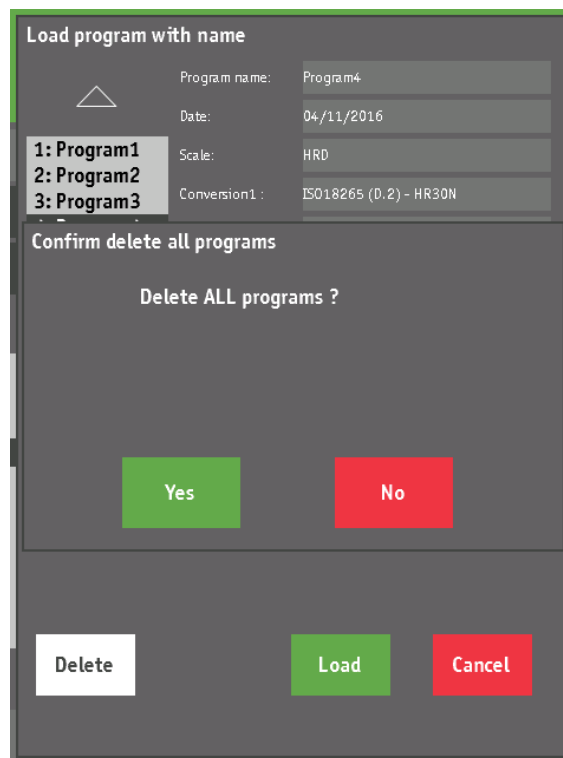 Load program with name
Program name: Program4
Date: 04/11/2016
1: Program1
Scale: HRD
2: Program2
3: Program3
Conversion1 : ISO18265 (D.2) - HR30N
Confirm delete all programs
Delete ALL programs ?
Yes No
Delete Load Cancel